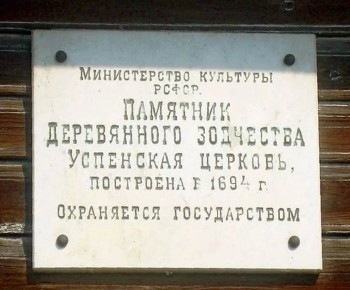 Министерство культуры
РСФСР.
Памятник
деревянного зодчества
Успенская церковь,
построена в 1694 г.
Охраняется государством